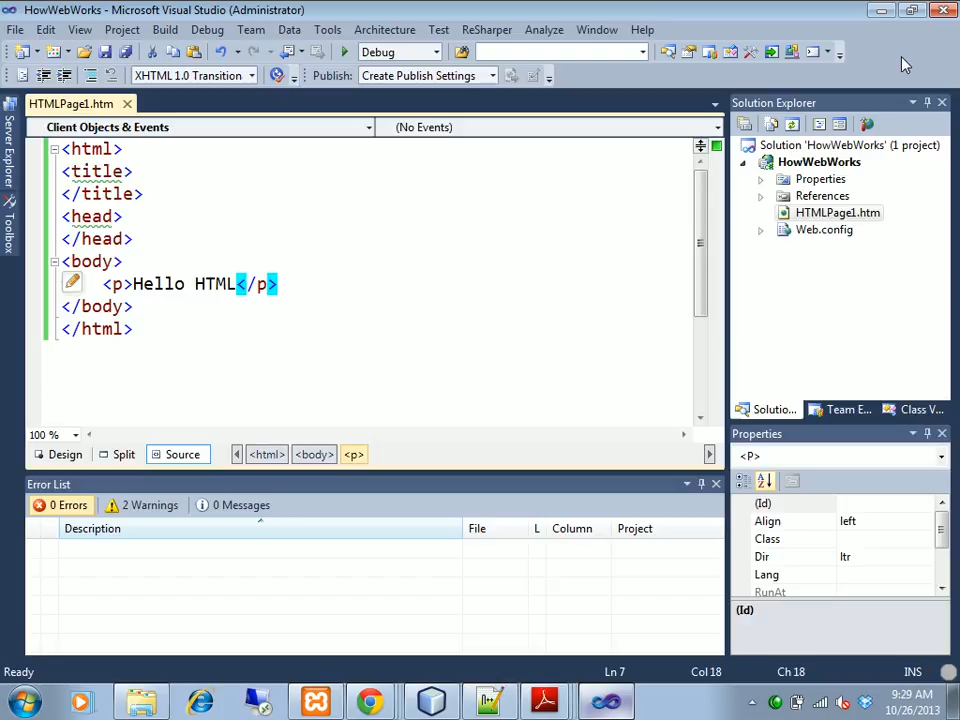 HowWebWorks - Microsoft Visual Studio (Administrator)
File Edit View Project Build Debug Team Data Tools Architecture Test ReSharper Analyze Window Help
Debug
XHTML 1.0 Transition Publish: Create Publish Settings
Server Explorer
Toolbox
HTMLPage1.htm
Client Objects & Events (No Events)
<html>
<title>
</title>
<head>
</head>
<body>
<p>Hello HTML</p>
</body>
</html>
100 %
Design Split Source <html> <body> <p>
Error List
0 Errors 2 Warnings 0 Messages
Description File L Column Project
Solution Explorer
Solution 'HowWebWorks' (1 project)
HowWebWorks
Properties
References
HTMLPage1.htm
Web.config
Solutio... Team E... Class V...
Properties
<P>
(Id)
Align left
Class
Dir ltr
Lang
RunAt
(Id)
Ready Ln 7 Col 18 Ch 18 INS
9:29 AM
10/26/2013